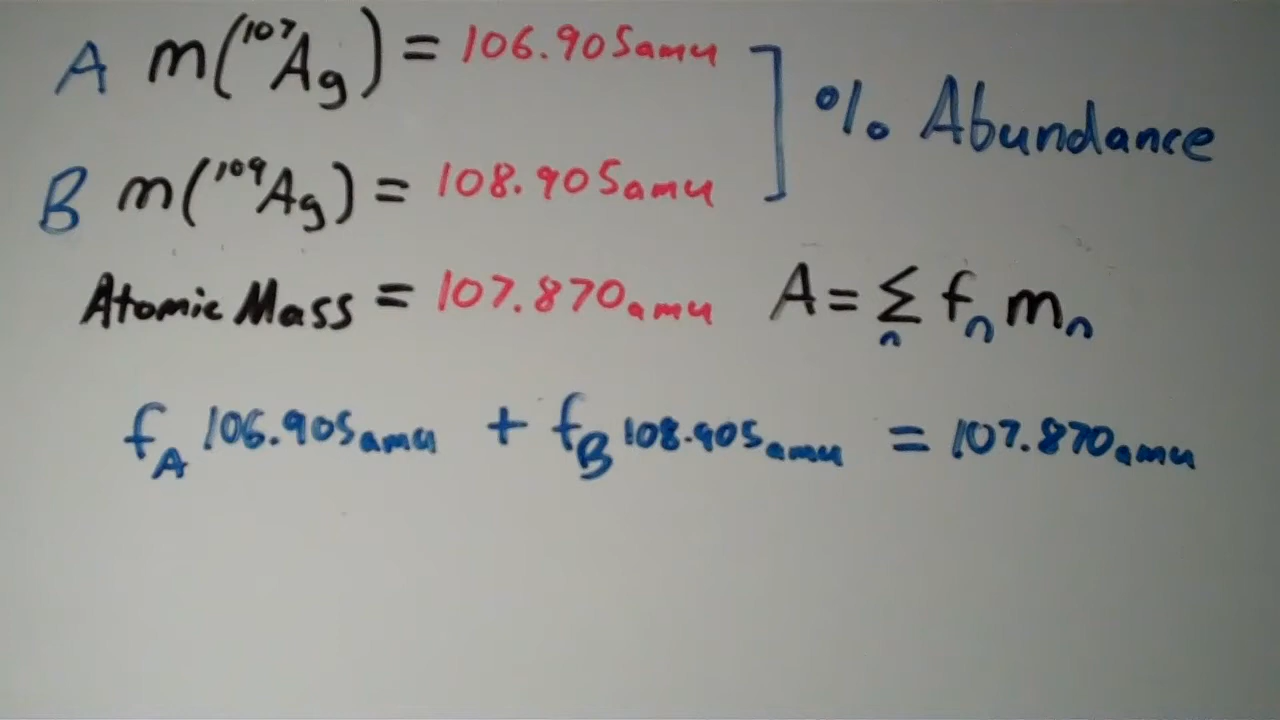 A m(¹⁰⁷Ag) = 106.905amu
% Abundance
B m(¹⁰⁹Ag) = 108.905amu
Atomic Mass = 107.870amu A = Σₙ fₙ mₙ
f_A 106.905amu + f_B 108.905amu = 107.870amu